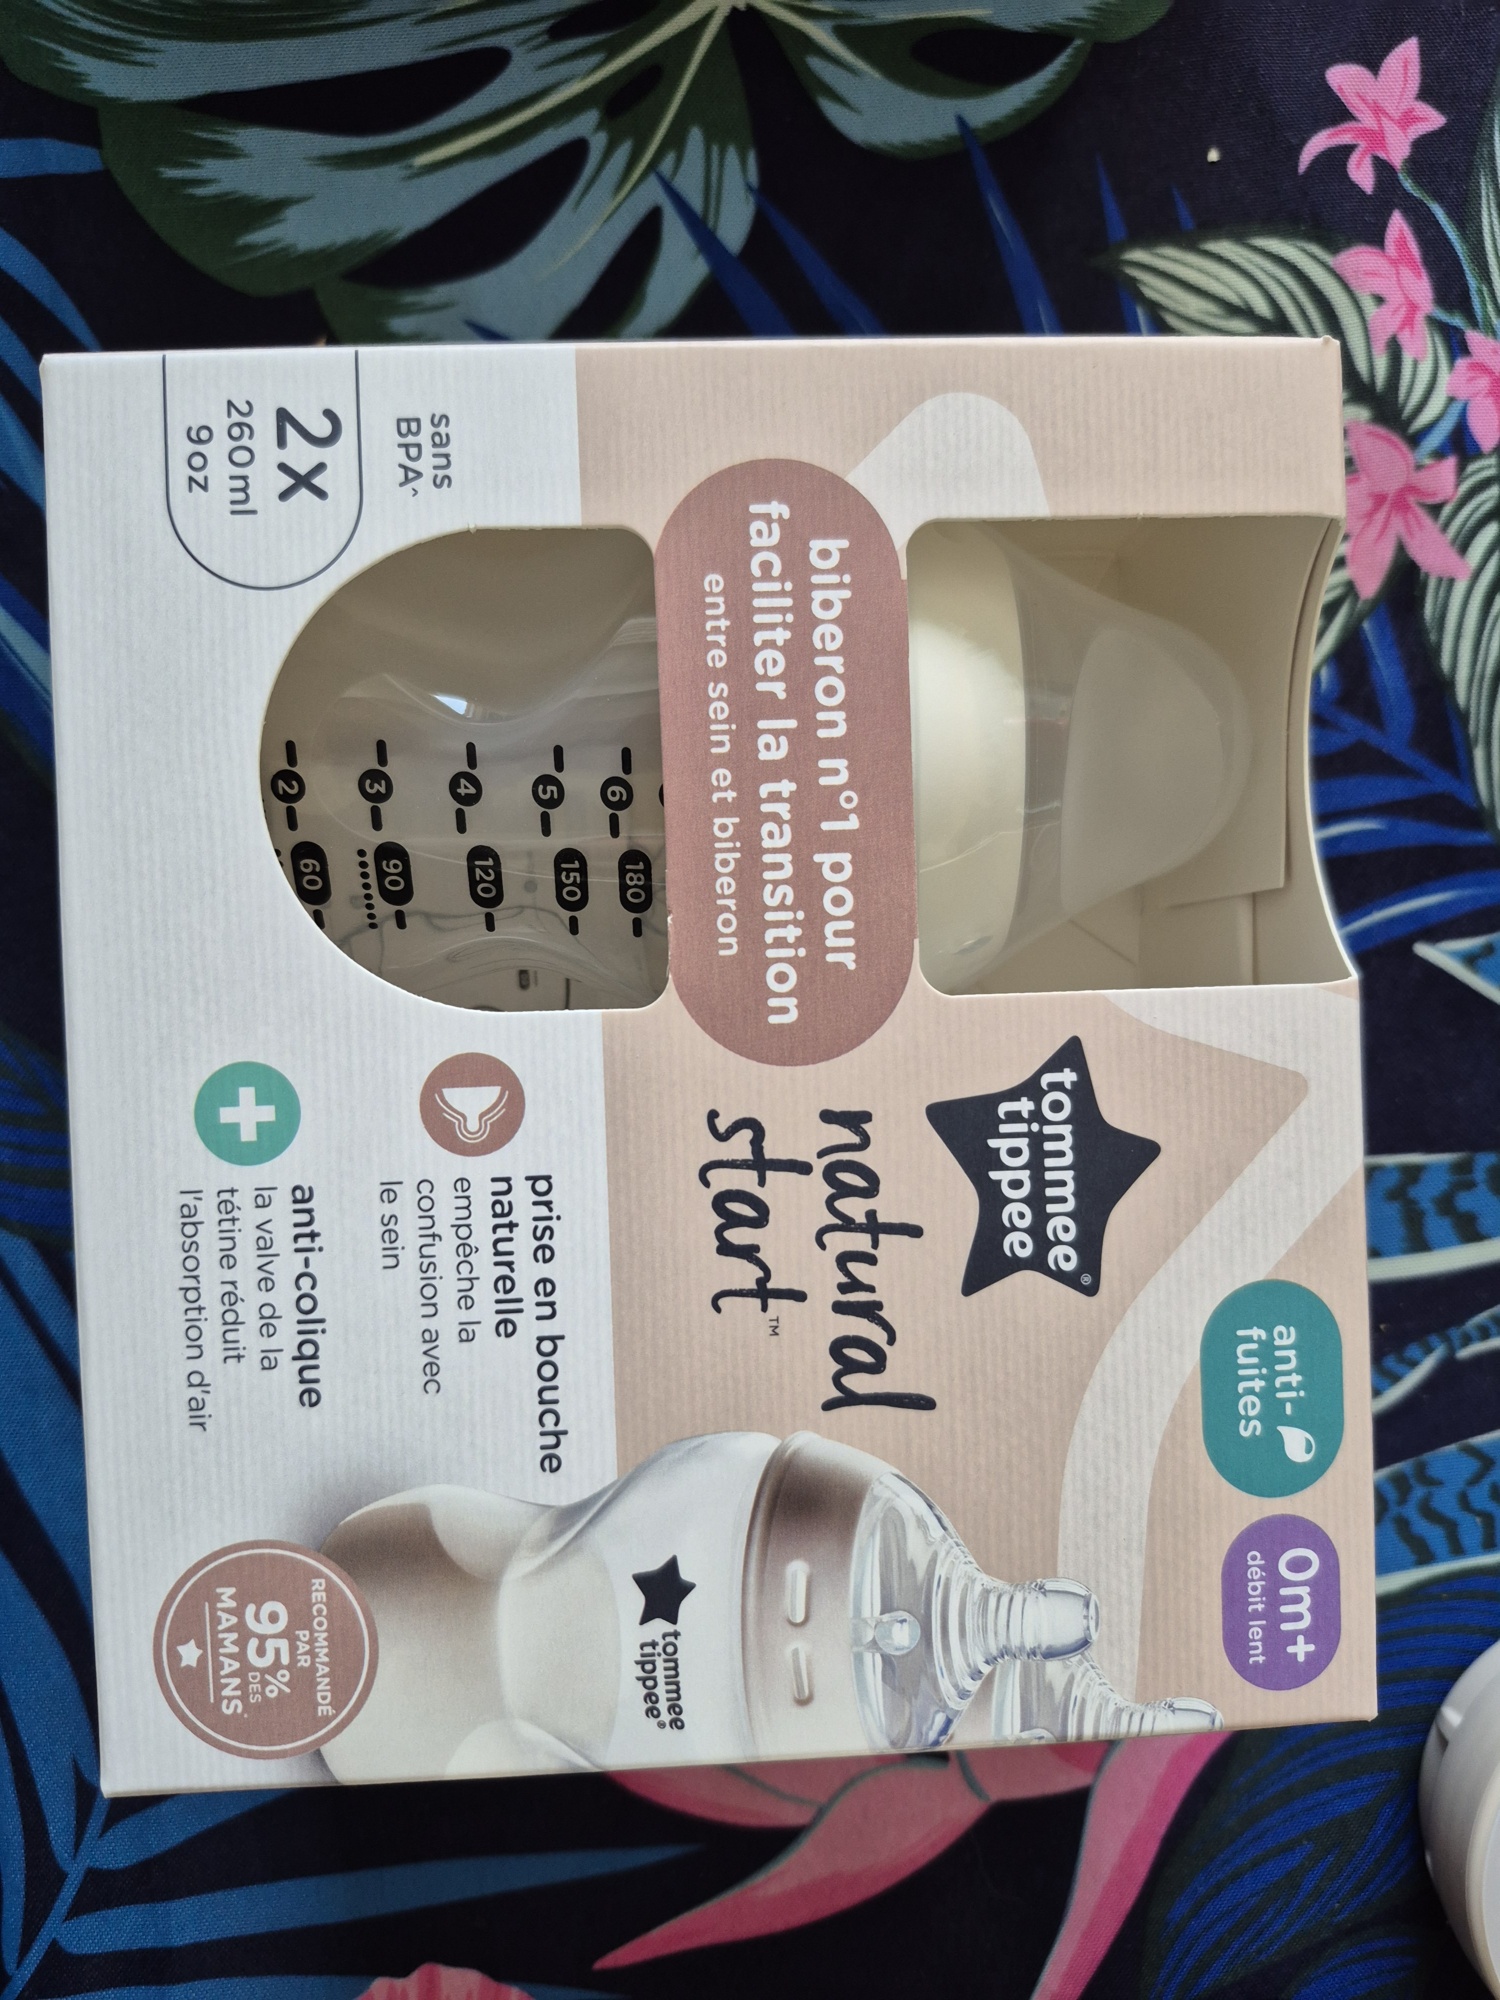 anti-
fuites
0m+
débit lent
tommee
tippee®
natural
start™
biberon n°1 pour
faciliter la transition
entre sein et biberon
tommee
tippee®
6 180
5 150
4 120
3 90
2 60
sans
BPA^
2x
260ml
9oz
prise en bouche
naturelle
empêche la
confusion avec
le sein
anti-colique
la valve de la
tétine réduit
l'absorption d'air
RECOMMANDÉ
PAR
95% DES
MAMANS*